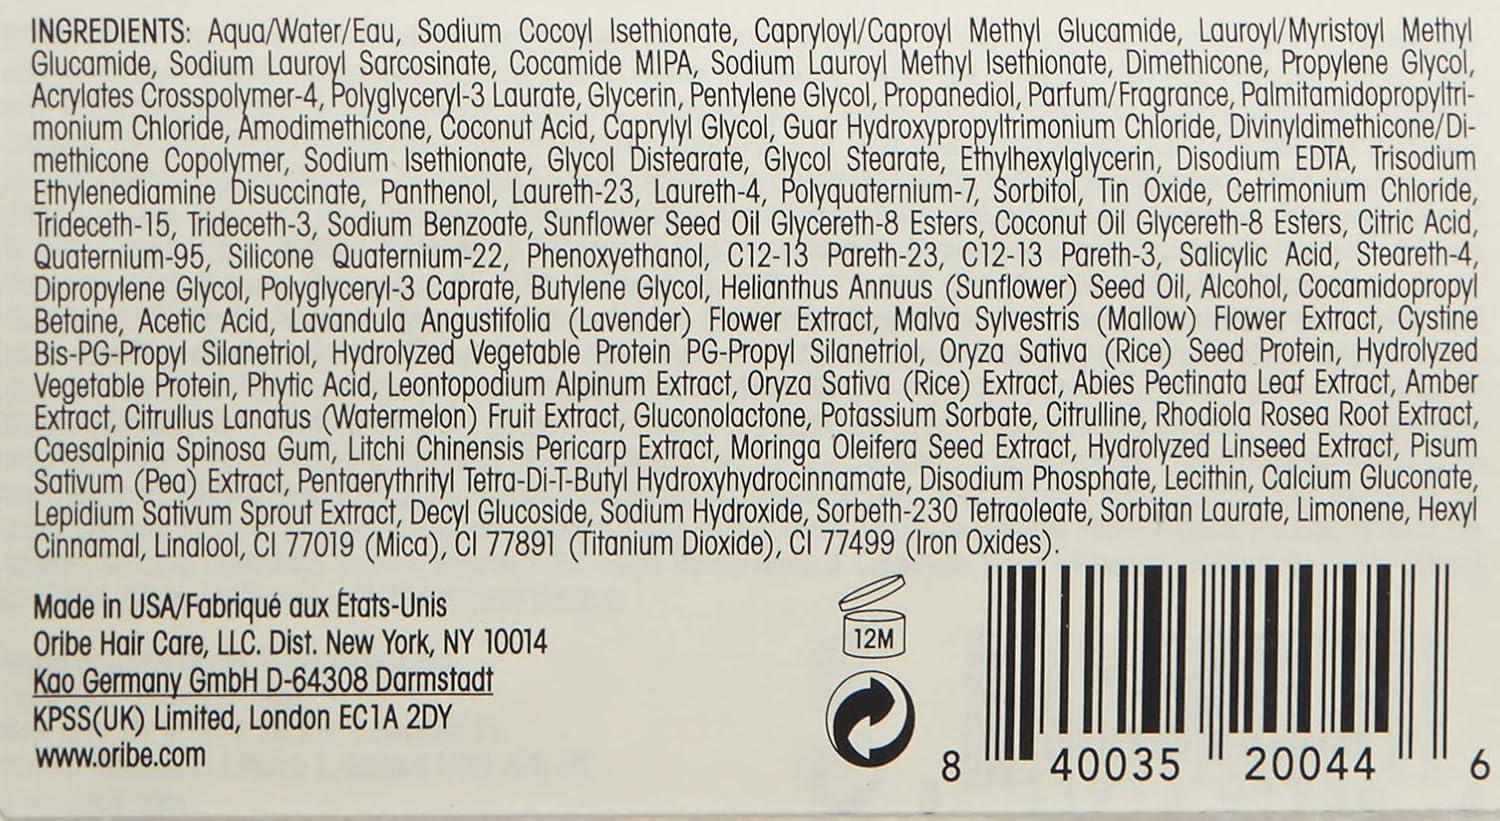 INGREDIENTS: Aqua/Water/Eau, Sodium Cocoyl Isethionate, Capryloyl/Caproyl Methyl Glucamide, Lauroyl/Myristoyl Methyl
Glucamide, Sodium Lauroyl Sarcosinate, Cocamide MIPA, Sodium Lauroyl Methyl Isethionate, Dimethicone, Propylene Glycol,
Acrylates Crosspolymer-4, Polyglyceryl-3 Laurate, Glycerin, Pentylene Glycol, Propanediol, Parfum/Fragrance, Palmitamidopropyltri-
monium Chloride, Amodimethicone, Coconut Acid, Caprylyl Glycol, Guar Hydroxypropyltrimonium Chloride, Divinyldimethicone/Di-
methicone Copolymer, Sodium Isethionate, Glycol Distearate, Glycol Stearate, Ethylhexylglycerin, Disodium EDTA, Trisodium
Ethylenediamine Disuccinate, Panthenol, Laureth-23, Laureth-4, Polyquaternium-7, Sorbitol, Tin Oxide, Cetrimonium Chloride,
Trideceth-15, Trideceth-3, Sodium Benzoate, Sunflower Seed Oil Glycereth-8 Esters, Coconut Oil Glycereth-8 Esters, Citric Acid,
Quaternium-95, Silicone Quaternium-22, Phenoxyethanol, C12-13 Pareth-23, C12-13 Pareth-3, Salicylic Acid, Steareth-4,
Dipropylene Glycol, Polyglyceryl-3 Caprate, Butylene Glycol, Helianthus Annuus (Sunflower) Seed Oil, Alcohol, Cocamidopropyl
Betaine, Acetic Acid, Lavandula Angustifolia (Lavender) Flower Extract, Malva Sylvestris (Mallow) Flower Extract, Cystine
Bis-PG-Propyl Silanetriol, Hydrolyzed Vegetable Protein PG-Propyl Silanetriol, Oryza Sativa (Rice) Seed Protein, Hydrolyzed
Vegetable Protein, Phytic Acid, Leontopodium Alpinum Extract, Oryza Sativa (Rice) Extract, Abies Pectinata Leaf Extract, Amber
Extract, Citrullus Lanatus (Watermelon) Fruit Extract, Gluconolactone, Potassium Sorbate, Citrulline, Rhodiola Rosea Root Extract,
Caesalpinia Spinosa Gum, Litchi Chinensis Pericarp Extract, Moringa Oleifera Seed Extract, Hydrolyzed Linseed Extract, Pisum
Sativum (Pea) Extract, Pentaerythrityl Tetra-Di-T-Butyl Hydroxyhydrocinnamate, Disodium Phosphate, Lecithin, Calcium Gluconate,
Lepidium Sativum Sprout Extract, Decyl Glucoside, Sodium Hydroxide, Sorbeth-230 Tetraoleate, Sorbitan Laurate, Limonene, Hexyl
Cinnamal, Linalool, CI 77019 (Mica), CI 77891 (Titanium Dioxide), CI 77499 (Iron Oxides).
Made in USA/Fabriqué aux États-Unis
Oribe Hair Care, LLC. Dist. New York, NY 10014
Kao Germany GmbH D-64308 Darmstadt
KPSS(UK) Limited, London EC1A 2DY
www.oribe.com
12M
8 40035 20044 6